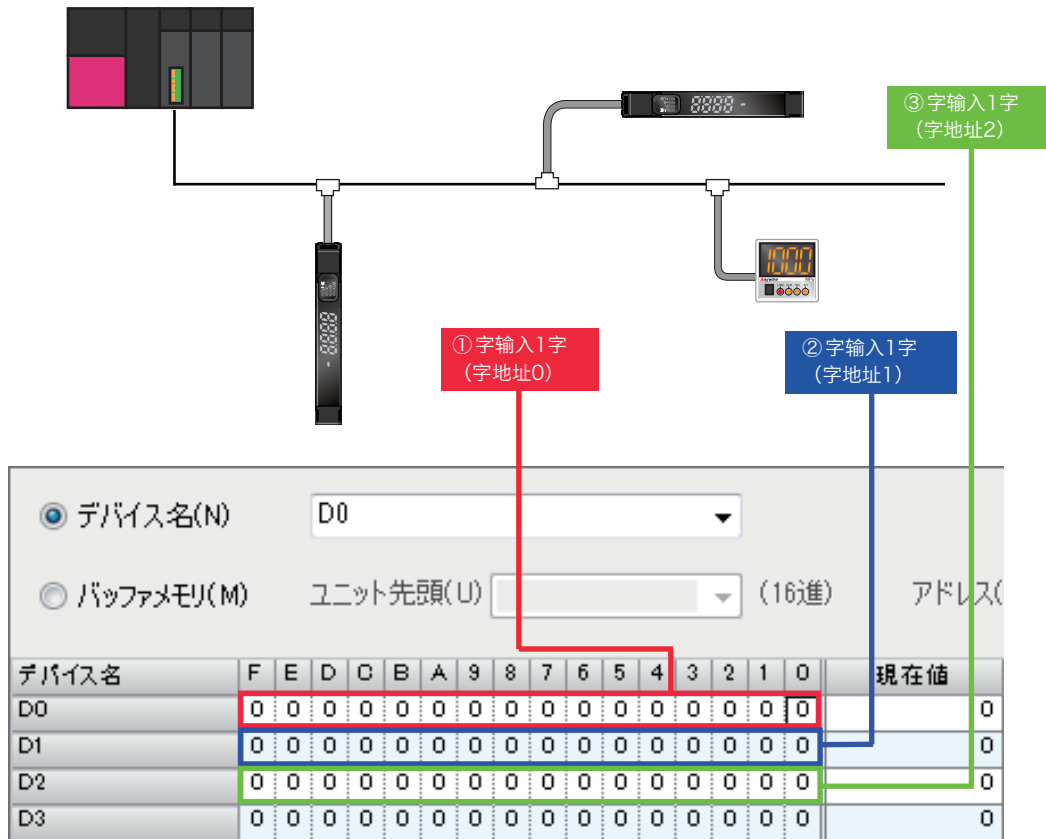 8888 -
③字输入1字
（字地址2）
1000
Anywire
8888 -
①字输入1字
（字地址0）
②字输入1字
（字地址1）
デバイス名(N) D0
バッファメモリ(M) ユニット先頭(U) (16進) アドレス(
デバイス名 F E D C B A 9 8 7 6 5 4 3 2 1 0 現在値
D0 0 0 0 0 0 0 0 0 0 0 0 0 0 0 0 0 0
D1 0 0 0 0 0 0 0 0 0 0 0 0 0 0 0 0 0
D2 0 0 0 0 0 0 0 0 0 0 0 0 0 0 0 0 0
D3 0 0 0 0 0 0 0 0 0 0 0 0 0 0 0 0 0